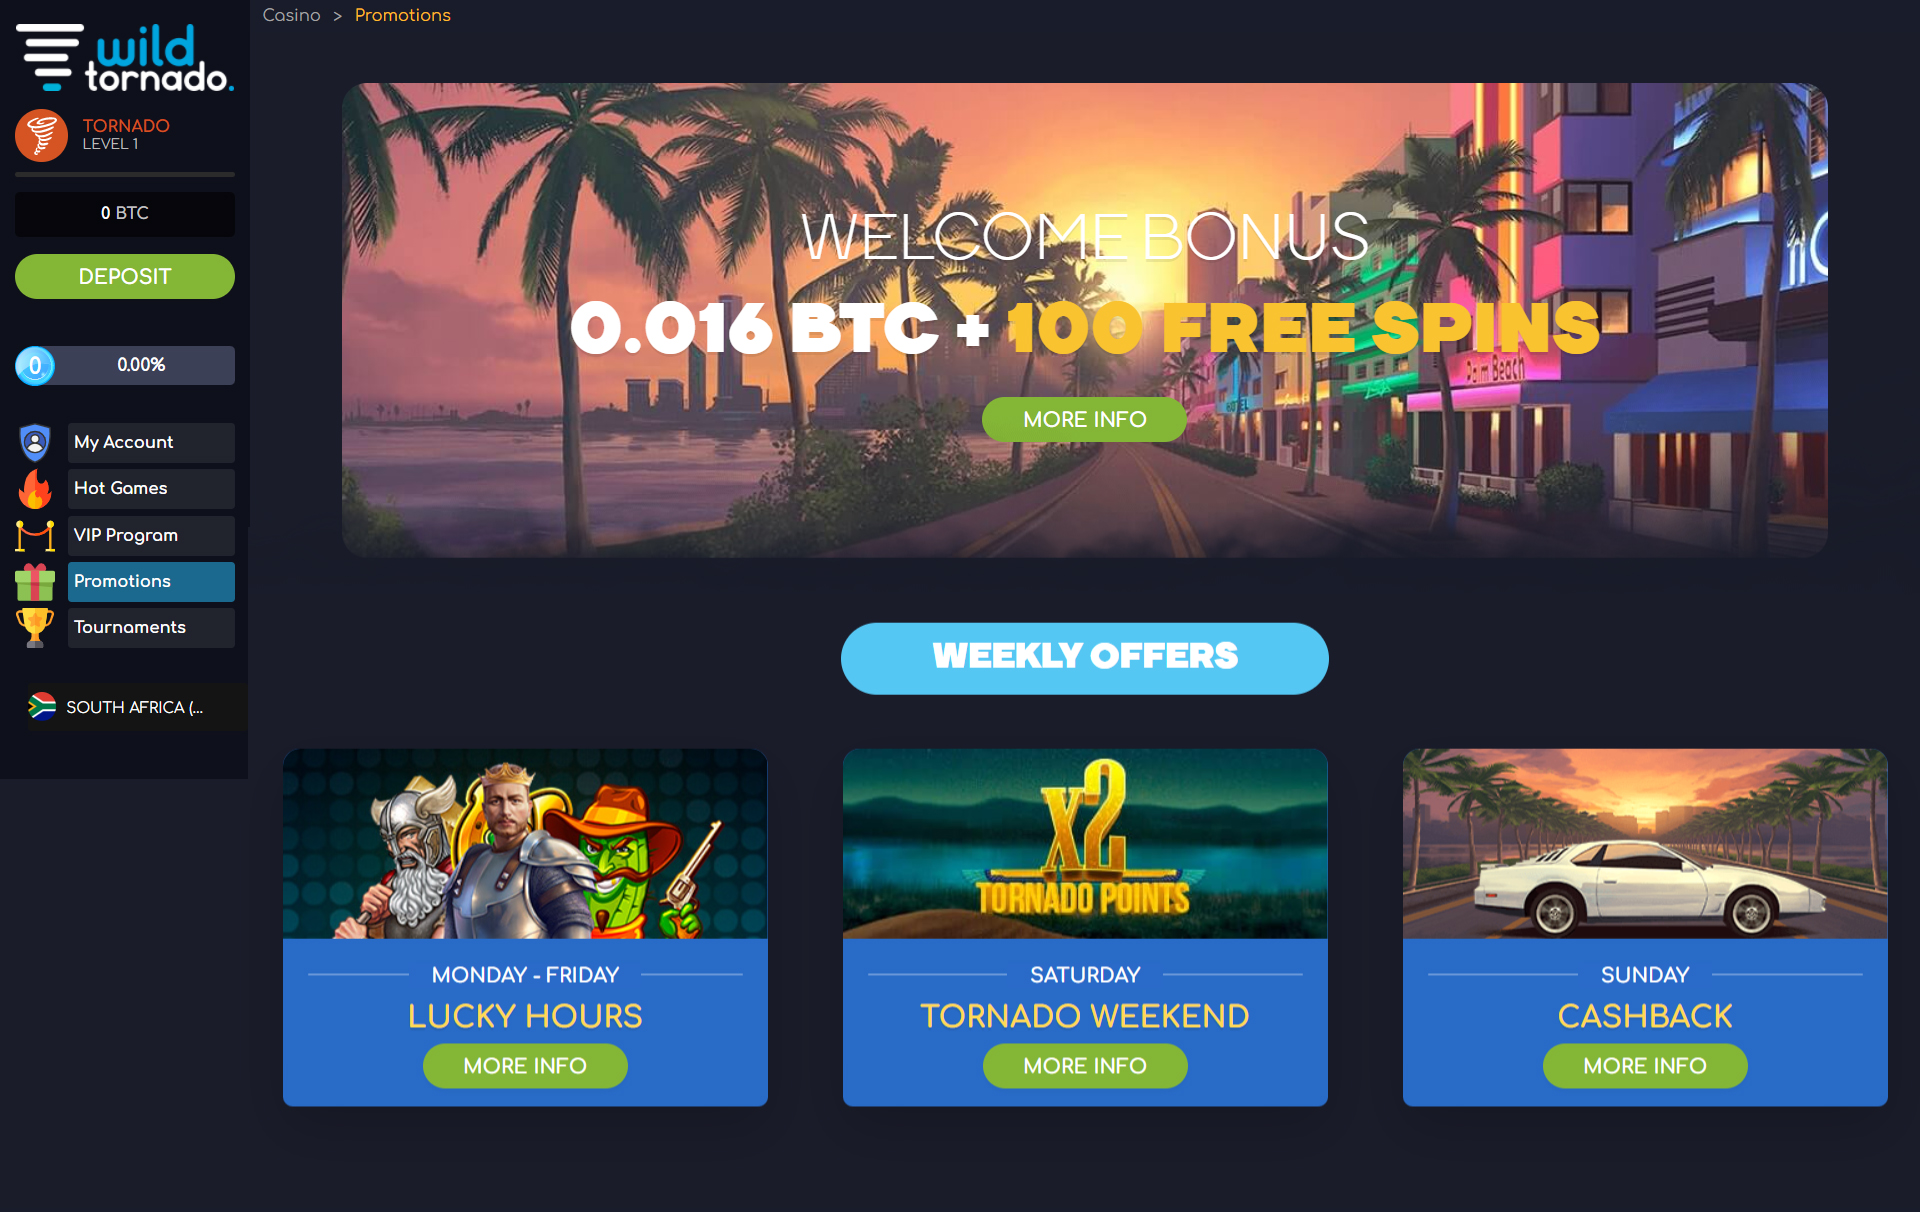 wild
tornado.
TORNADO
LEVEL 1
0 BTC
DEPOSIT
0
0.00%
My Account
Hot Games
VIP Program
Promotions
Tournaments
SOUTH AFRICA (...
Casino > Promotions
WELCOME BONUS
0.016 BTC + 100 FREE SPINS
MORE INFO
HOTEL
Palm Beach
WEEKLY OFFERS
MONDAY - FRIDAY
LUCKY HOURS
MORE INFO
X2
TORNADO POINTS
SATURDAY
TORNADO WEEKEND
MORE INFO
SUNDAY
CASHBACK
MORE INFO